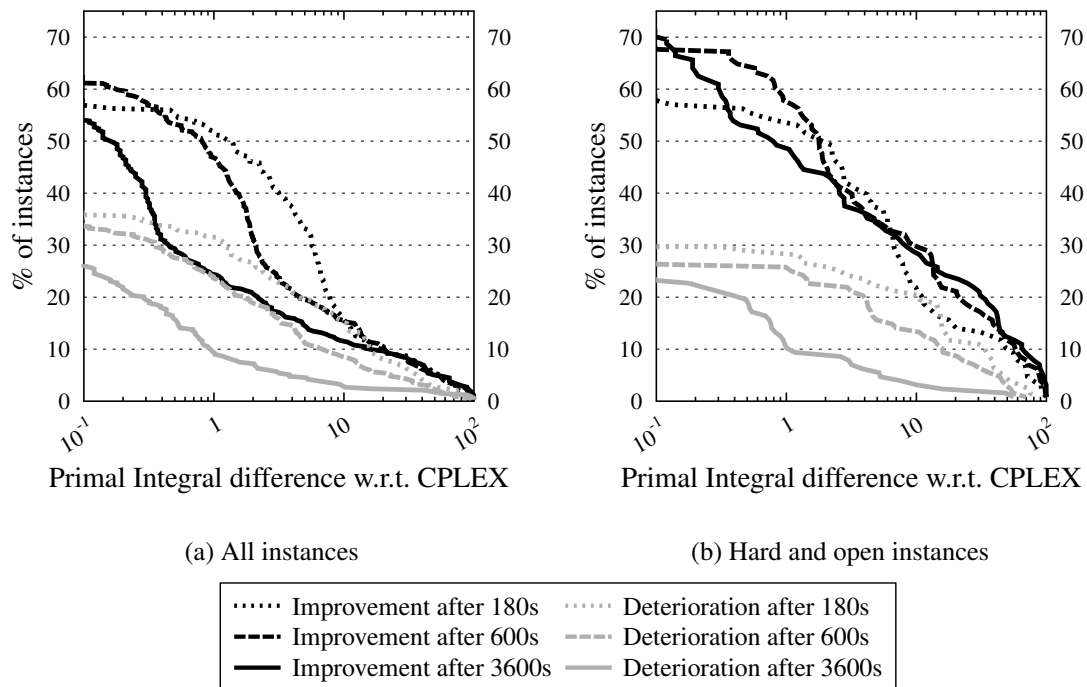 70 70 70 70
60 60 60 60
50 50 50 50
40 40 40 40
30 30 30 30
20 20 20 20
10 10 10 10
0 0 0 0
% of instances % of instances
10-1 1 10 10² 10-1 1 10 10²
Primal Integral difference w.r.t. CPLEX Primal Integral difference w.r.t. CPLEX
(a) All instances (b) Hard and open instances
Improvement after 180s Deterioration after 180s
Improvement after 600s Deterioration after 600s
Improvement after 3600s Deterioration after 3600s